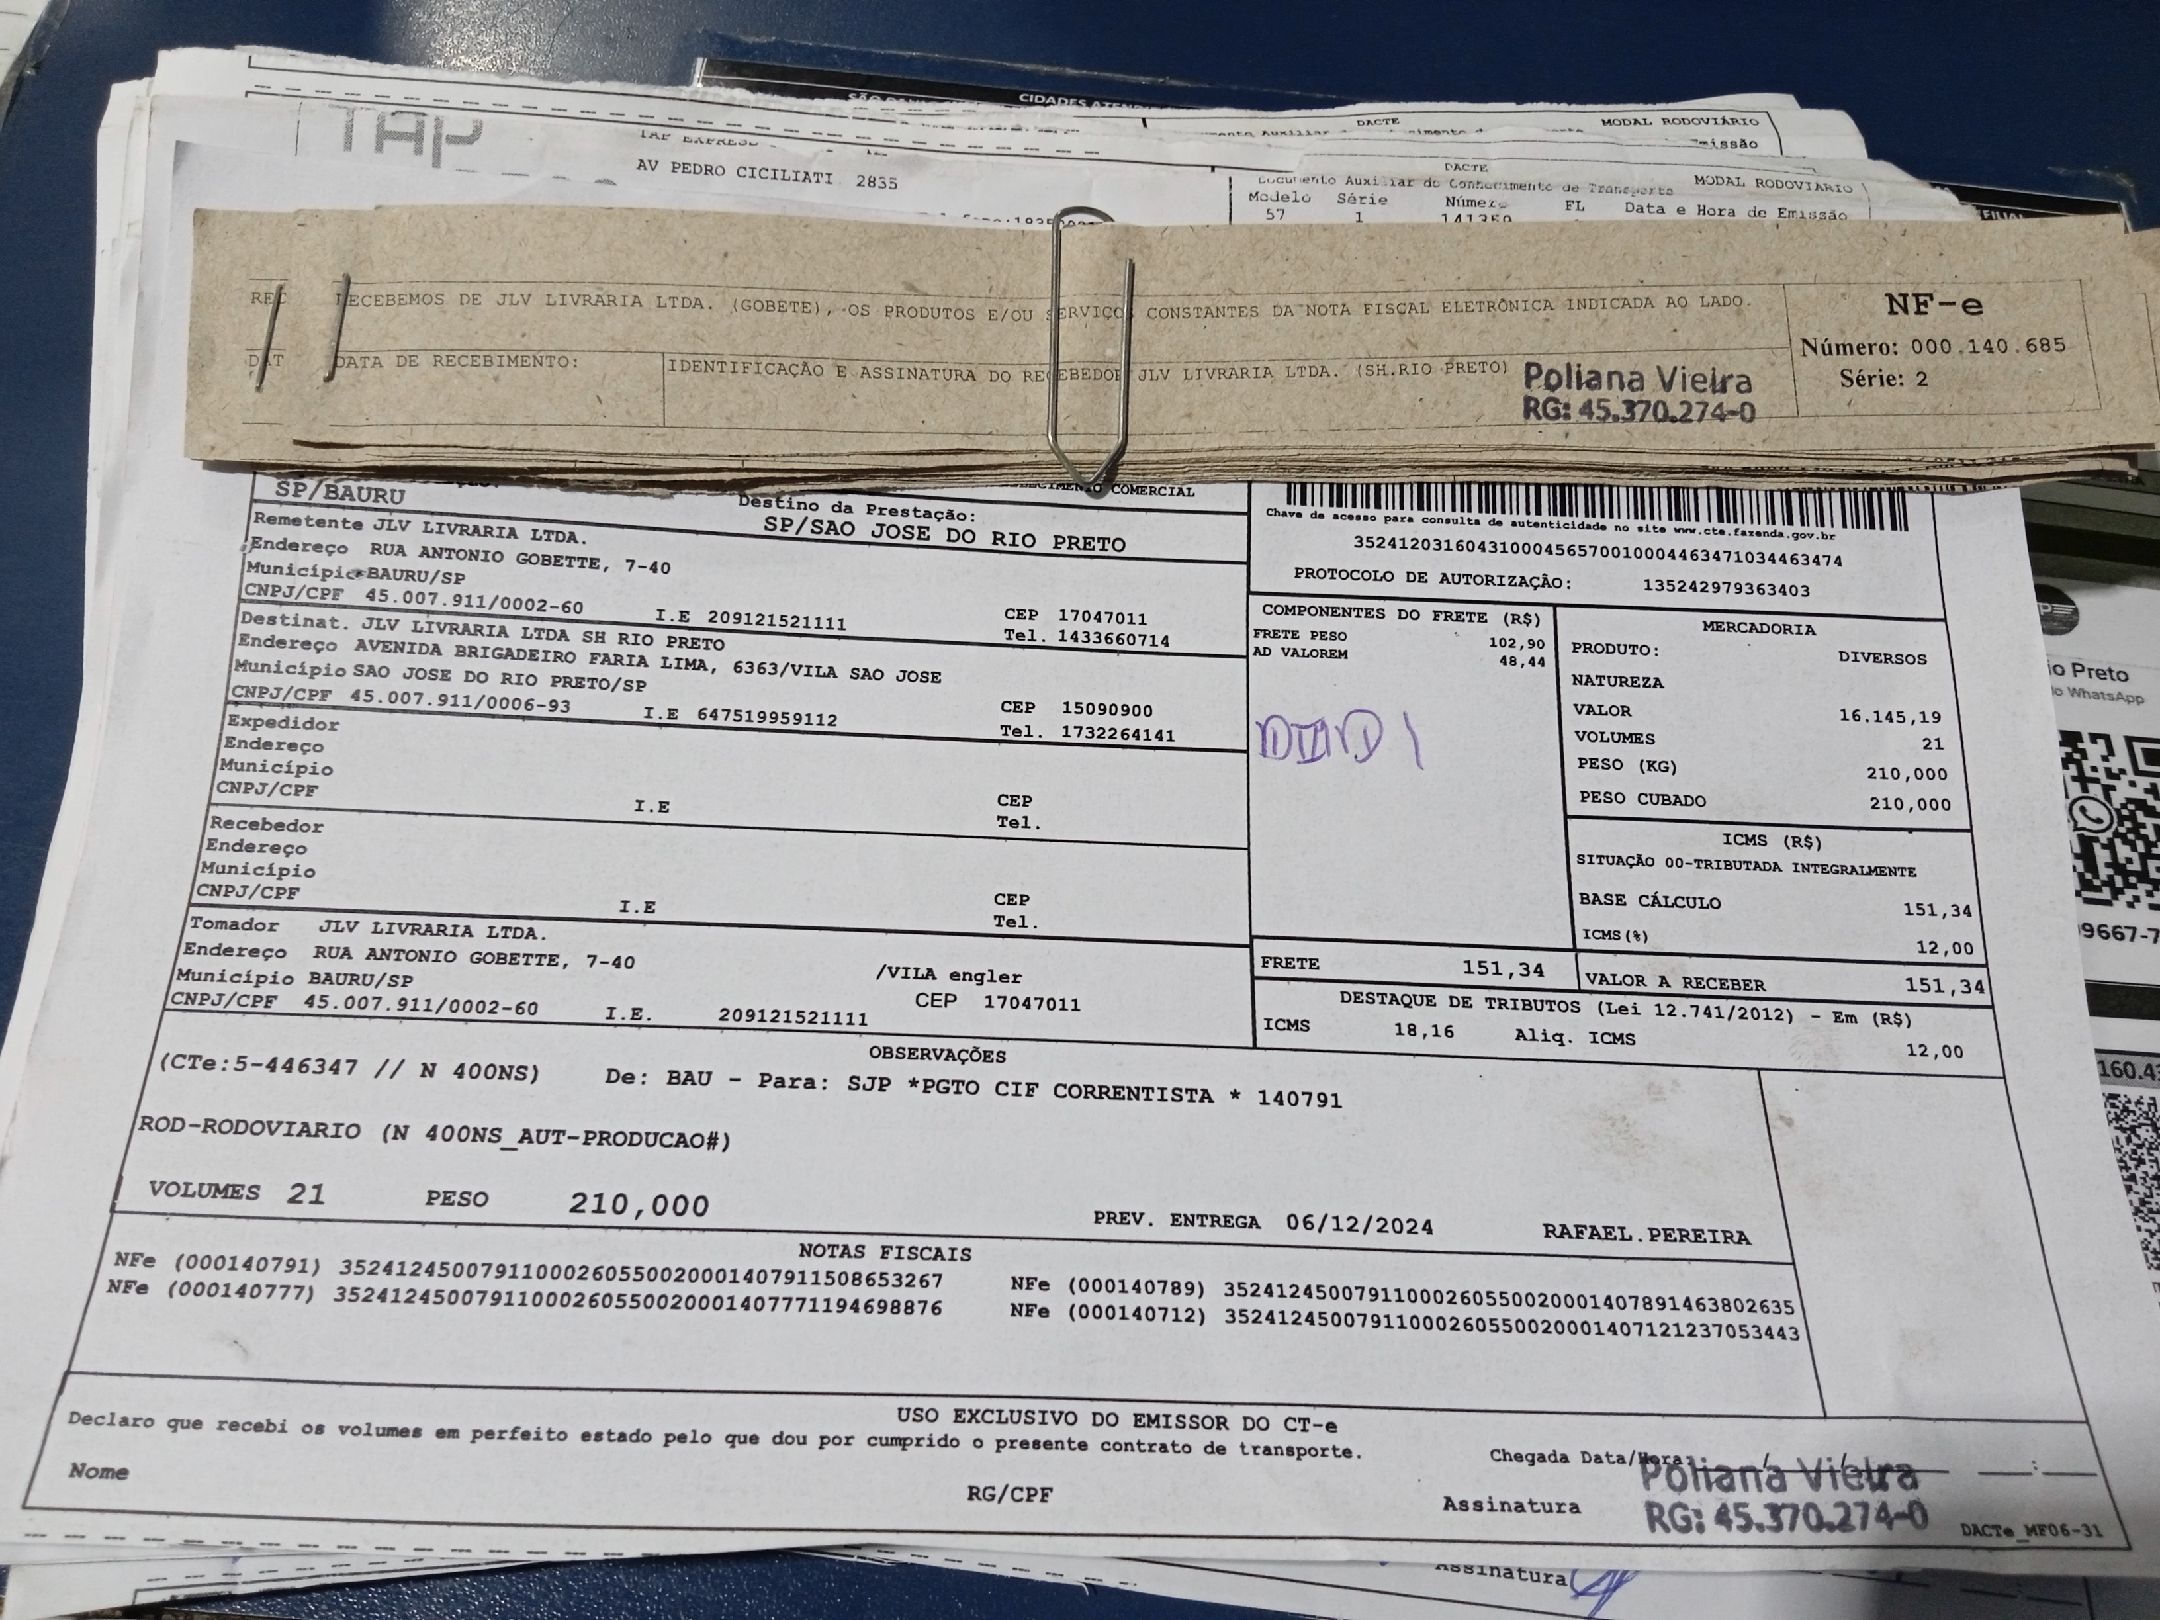 CIDADES
DACTE
MODAL RODOVIÁRIO
TAP
AV PEDRO CICILIATI 2835
DACTE
MODAL RODOVIARIO
Documento Auxiliar do Conhecimento de Transporte
Modelo Série FL Data e Hora de Emissão
57 1
RECEBEMOS DE JLV LIVRARIA LTDA. (GOBETE), OS PRODUTOS E/OU SERVIÇOS CONSTANTES DA NOTA FISCAL ELETRÔNICA INDICADA AO LADO.
DATA DE RECEBIMENTO:
IDENTIFICAÇÃO E ASSINATURA DO RECEBEDOR JLV LIVRARIA LTDA. (SH.RIO PRETO)
Poliana Vieira
RG: 45.370.274-0
NF-e
Número: 000.140.685
Série: 2
COMERCIAL
SP/BAURU
Destino da Prestação:
SP/SAO JOSE DO RIO PRETO
Remetente JLV LIVRARIA LTDA.
Endereço RUA ANTONIO GOBETTE, 7-40
Município BAURU/SP
CNPJ/CPF 45.007.911/0002-60 I.E 209121521111
CEP 17047011
Tel. 1433660714
Destinat. JLV LIVRARIA LTDA SH RIO PRETO
Endereço AVENIDA BRIGADEIRO FARIA LIMA, 6363/VILA SAO JOSE
Município SAO JOSE DO RIO PRETO/SP
CNPJ/CPF 45.007.911/0006-93 I.E 647519959112
CEP 15090900
Tel. 1732264141
Expedidor
Endereço
Município
CNPJ/CPF I.E
CEP
Tel.
Recebedor
Endereço
Município
CNPJ/CPF I.E
CEP
Tel.
Tomador JLV LIVRARIA LTDA.
Endereço RUA ANTONIO GOBETTE, 7-40 /VILA engler
Município BAURU/SP CEP 17047011
CNPJ/CPF 45.007.911/0002-60 I.E. 209121521111
Chave de acesso para consulta de autenticidade no site www.cte.fazenda.gov.br
35241203160431000456570010004463471034463474
PROTOCOLO DE AUTORIZAÇÃO: 135242979363403
COMPONENTES DO FRETE (R$)
FRETE PESO 102,90
AD VALOREM 48,44
MERCADORIA
PRODUTO: DIVERSOS
NATUREZA
VALOR 16.145,19
VOLUMES 21
PESO (KG) 210,000
PESO CUBADO 210,000
ICMS (R$)
SITUAÇÃO 00-TRIBUTADA INTEGRALMENTE
BASE CÁLCULO 151,34
ICMS(%) 12,00
FRETE 151,34
VALOR A RECEBER 151,34
DESTAQUE DE TRIBUTOS (Lei 12.741/2012) - Em (R$)
ICMS 18,16 Aliq. ICMS 12,00
OBSERVAÇÕES
(CTe:5-446347 // N 400NS) De: BAU - Para: SJP *PGTO CIF CORRENTISTA * 140791
ROD-RODOVIARIO (N 400NS_AUT-PRODUCAO#)
VOLUMES 21 PESO 210,000
PREV. ENTREGA 06/12/2024 RAFAEL.PEREIRA
NOTAS FISCAIS
NFe (000140791) 35241245007911000260550020001407911508653267
NFe (000140789) 35241245007911000260550020001407891463802635
NFe (000140777) 35241245007911000260550020001407771194698876
NFe (000140712) 35241245007911000260550020001407121237053443
USO EXCLUSIVO DO EMISSOR DO CT-e
Declaro que recebi os volumes em perfeito estado pelo que dou por cumprido o presente contrato de transporte.
Nome
RG/CPF
Chegada Data/Hora:
Assinatura
Poliana Vieira
RG: 45.370.274-0
DACTe_MF06-31
Assinatura
io Preto
WhatsApp